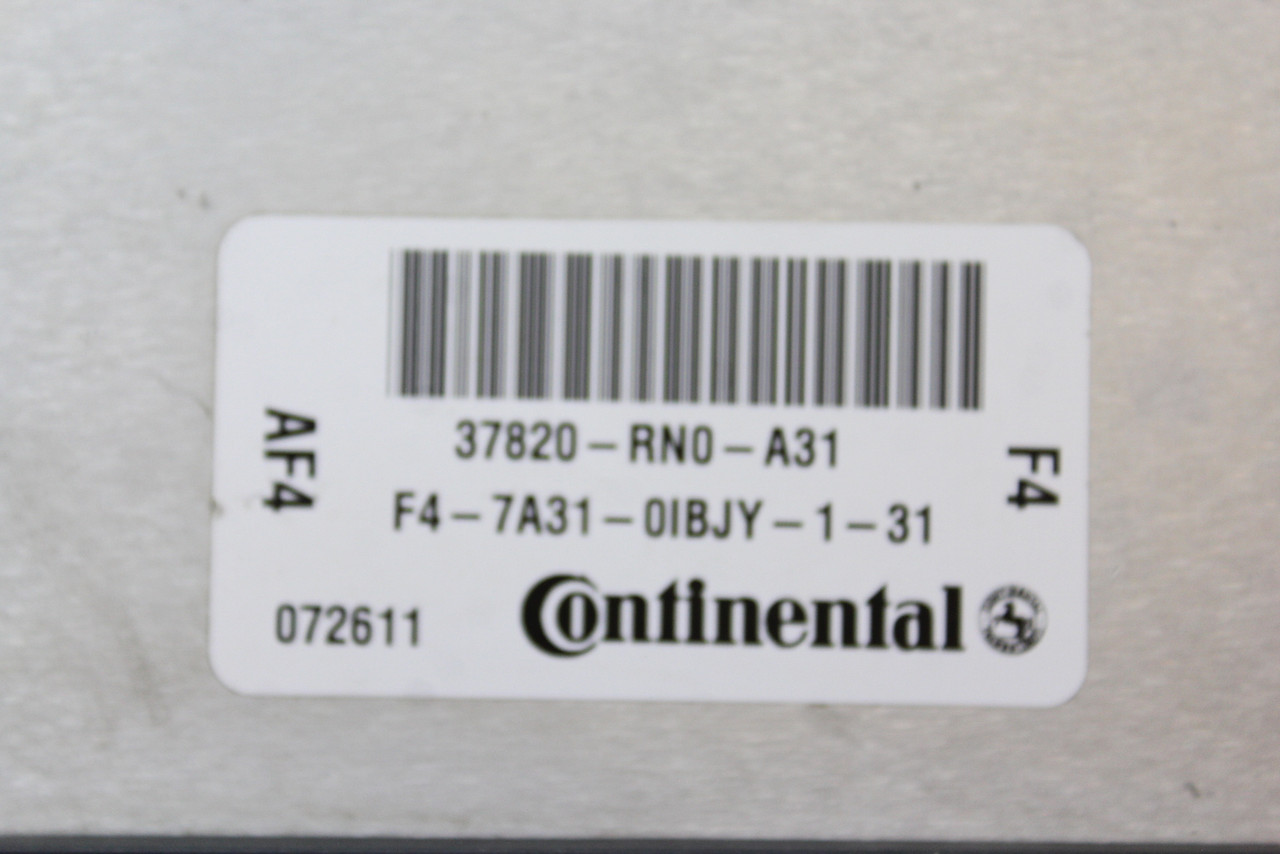 37820-RN0-A31
F4-7A31-0IBJY-1-31
AF4
F4
072611
Continental